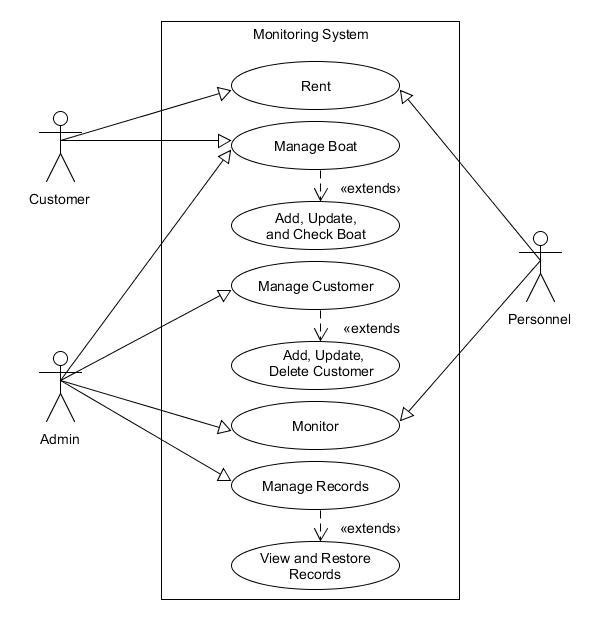 Monitoring System
Rent
Customer
Manage Boat
«extends»
Add, Update,
and Check Boat
Manage Customer
Personnel
«extends
Add, Update,
Delete Customer
Admin
Monitor
Manage Records
«extends»
View and Restore
Records